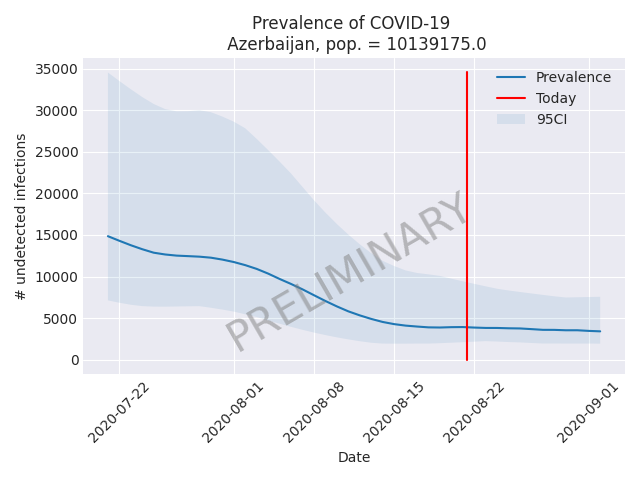 Prevalence of COVID-19
Azerbaijan, pop. = 10139175.0
35000
30000
25000
20000
15000
10000
5000
0
# undetected infections
Prevalence
Today
95CI
PRELIMINARY
2020-07-22
2020-08-01
2020-08-08
2020-08-15
2020-08-22
2020-09-01
Date